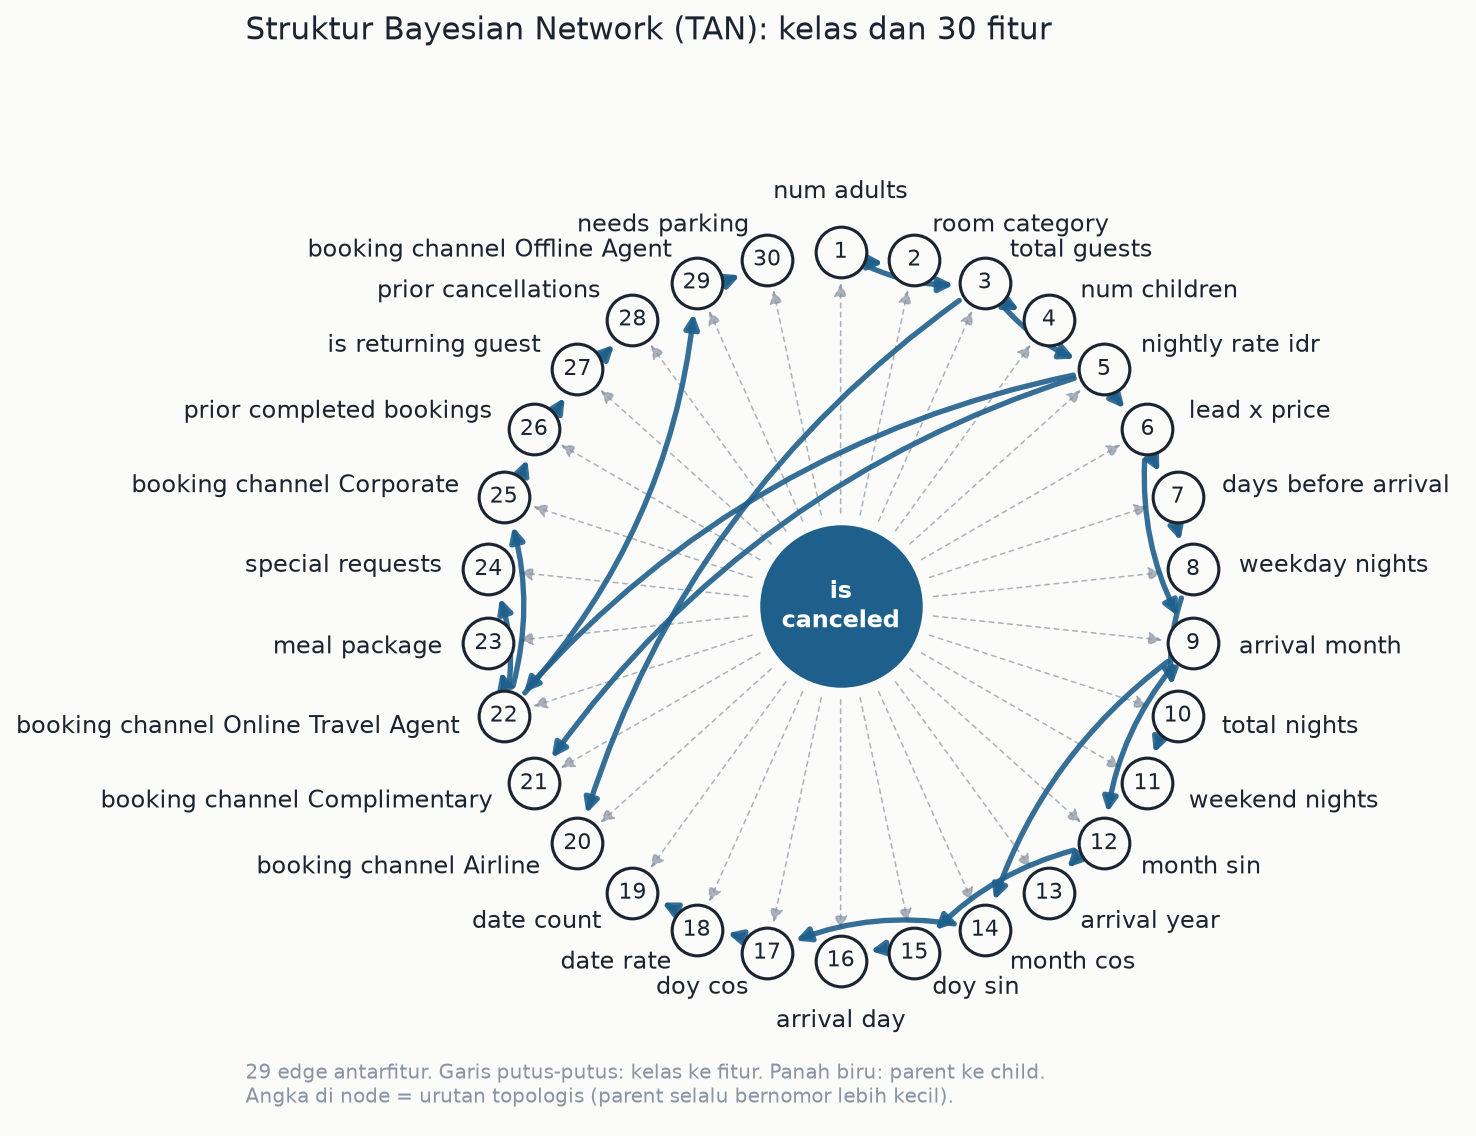 Struktur Bayesian Network (TAN): kelas dan 30 fitur
num adults
needs parking
room category
booking channel Offline Agent
total guests
prior cancellations
num children
is returning guest
nightly rate idr
prior completed bookings
lead x price
booking channel Corporate
days before arrival
special requests
weekday nights
meal package
arrival month
booking channel Online Travel Agent
total nights
booking channel Complimentary
weekend nights
booking channel Airline
month sin
date count
arrival year
date rate
month cos
doy cos
doy sin
arrival day
1
2
3
4
5
6
7
8
9
10
11
12
13
14
15
16
17
18
19
20
21
22
23
24
25
26
27
28
29
30
is
canceled
29 edge antarfitur. Garis putus-putus: kelas ke fitur. Panah biru: parent ke child.
Angka di node = urutan topologis (parent selalu bernomor lebih kecil).